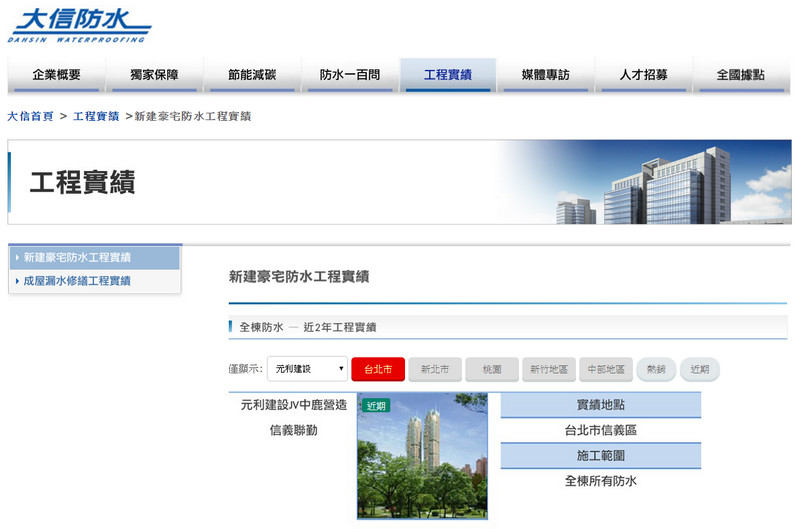 大信防水
DAHSIN WATERPROOFING
企業概要 獨家保障 節能減碳 防水一百問 工程實績 媒體專訪 人才招募 全國據點
大信首頁 > 工程實績 >新建豪宅防水工程實績
工程實績
新建豪宅防水工程實績
成屋漏水修繕工程實績
新建豪宅防水工程實績
全棟防水 — 近2年工程實績
僅顯示: 元利建設 台北市 新北市 桃園 新竹地區 中部地區 熱銷 近期
元利建設JV中鹿營造
信義聯勤
近期
實績地點
台北市信義區
施工範圍
全棟所有防水